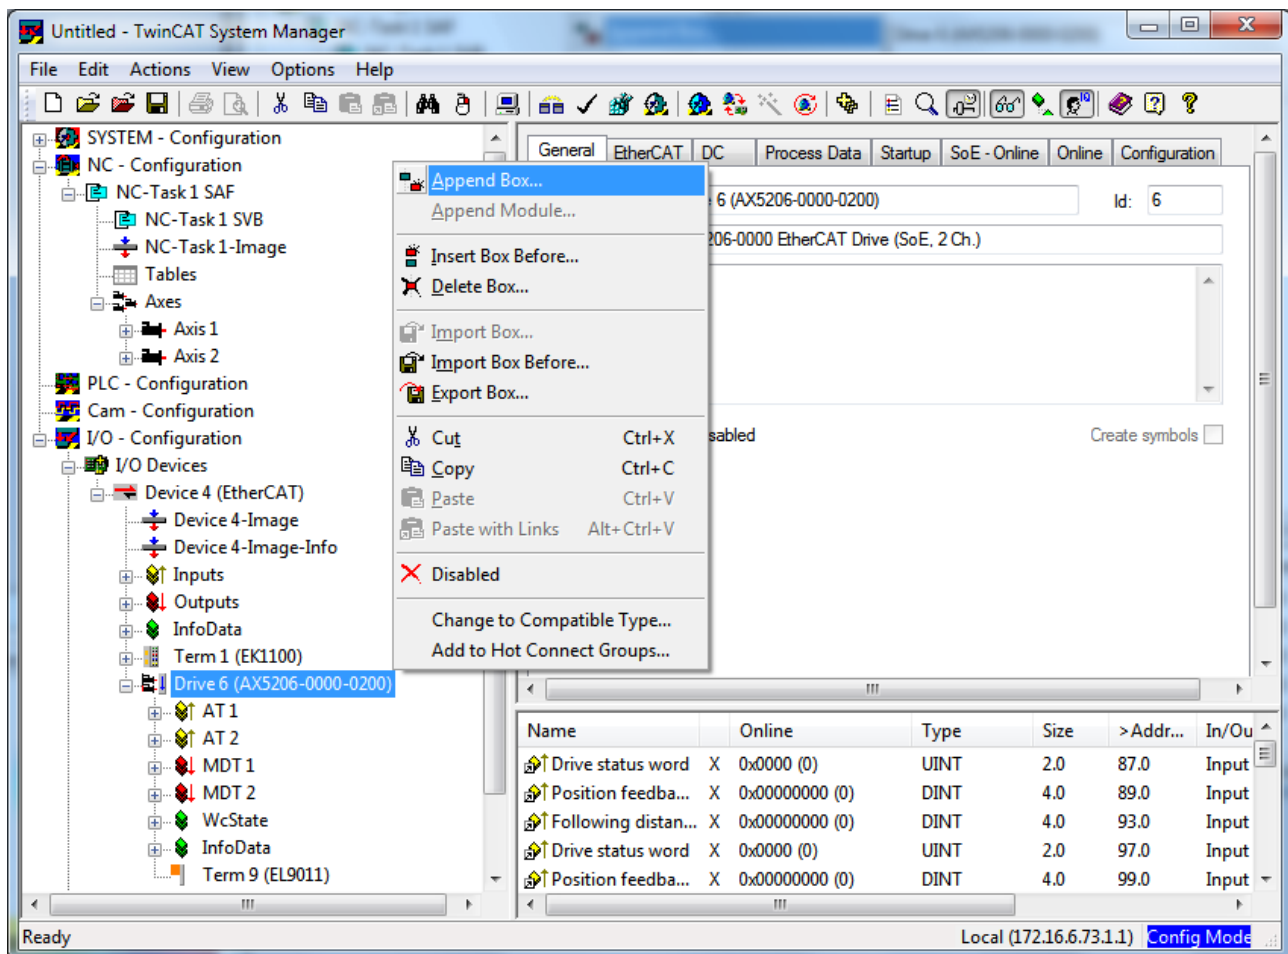 Untitled - TwinCAT System Manager
File Edit Actions View Options Help
SYSTEM - Configuration
NC - Configuration
NC-Task 1 SAF
NC-Task 1 SVB
NC-Task 1-Image
Tables
Axes
Axis 1
Axis 2
PLC - Configuration
Cam - Configuration
I/O - Configuration
I/O Devices
Device 4 (EtherCAT)
Device 4-Image
Device 4-Image-Info
Inputs
Outputs
InfoData
Term 1 (EK1100)
Drive 6 (AX5206-0000-0200)
AT 1
AT 2
MDT 1
MDT 2
WcState
InfoData
Term 9 (EL9011)
Append Box...
Append Module...
Insert Box Before...
Delete Box...
Import Box...
Import Box Before...
Export Box...
Cut Ctrl+X
Copy Ctrl+C
Paste Ctrl+V
Paste with Links Alt+Ctrl+V
Disabled
Change to Compatible Type...
Add to Hot Connect Groups...
General EtherCAT DC Process Data Startup SoE - Online Online Configuration
6 (AX5206-0000-0200) Id: 6
206-0000 EtherCAT Drive (SoE, 2 Ch.)
sabled Create symbols
Name Online Type Size >Addr... In/Ou
Drive status word X 0x0000 (0) UINT 2.0 87.0 Input
Position feedba... X 0x00000000 (0) DINT 4.0 89.0 Input
Following distan... X 0x00000000 (0) DINT 4.0 93.0 Input
Drive status word X 0x0000 (0) UINT 2.0 97.0 Input
Position feedba... X 0x00000000 (0) DINT 4.0 99.0 Input
Ready Local (172.16.6.73.1.1) Config Mode